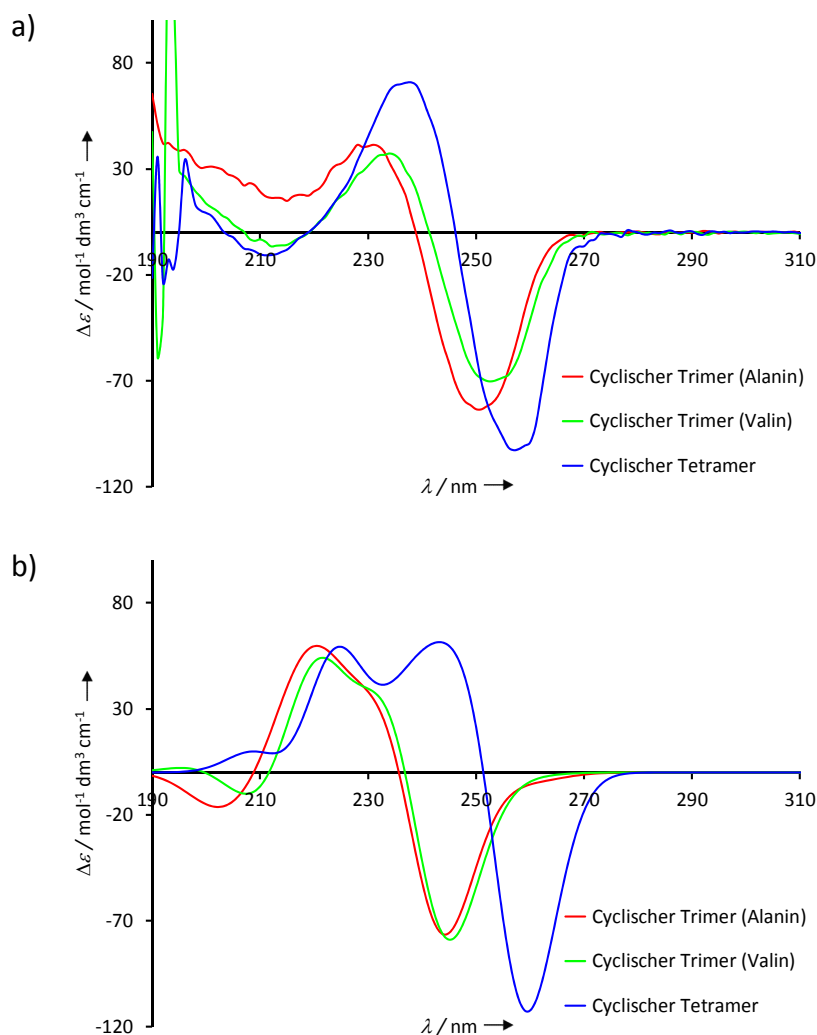 a)
80
30
-20
-70
-120
190 210 230 250 270 290 310
Δε / mol-1 dm3 cm-1
λ / nm
Cyclischer Trimer (Alanin)
Cyclischer Trimer (Valin)
Cyclischer Tetramer
b)
80
30
-20
-70
-120
190 210 230 250 270 290 310
Δε / mol-1 dm3 cm-1
λ / nm
Cyclischer Trimer (Alanin)
Cyclischer Trimer (Valin)
Cyclischer Tetramer